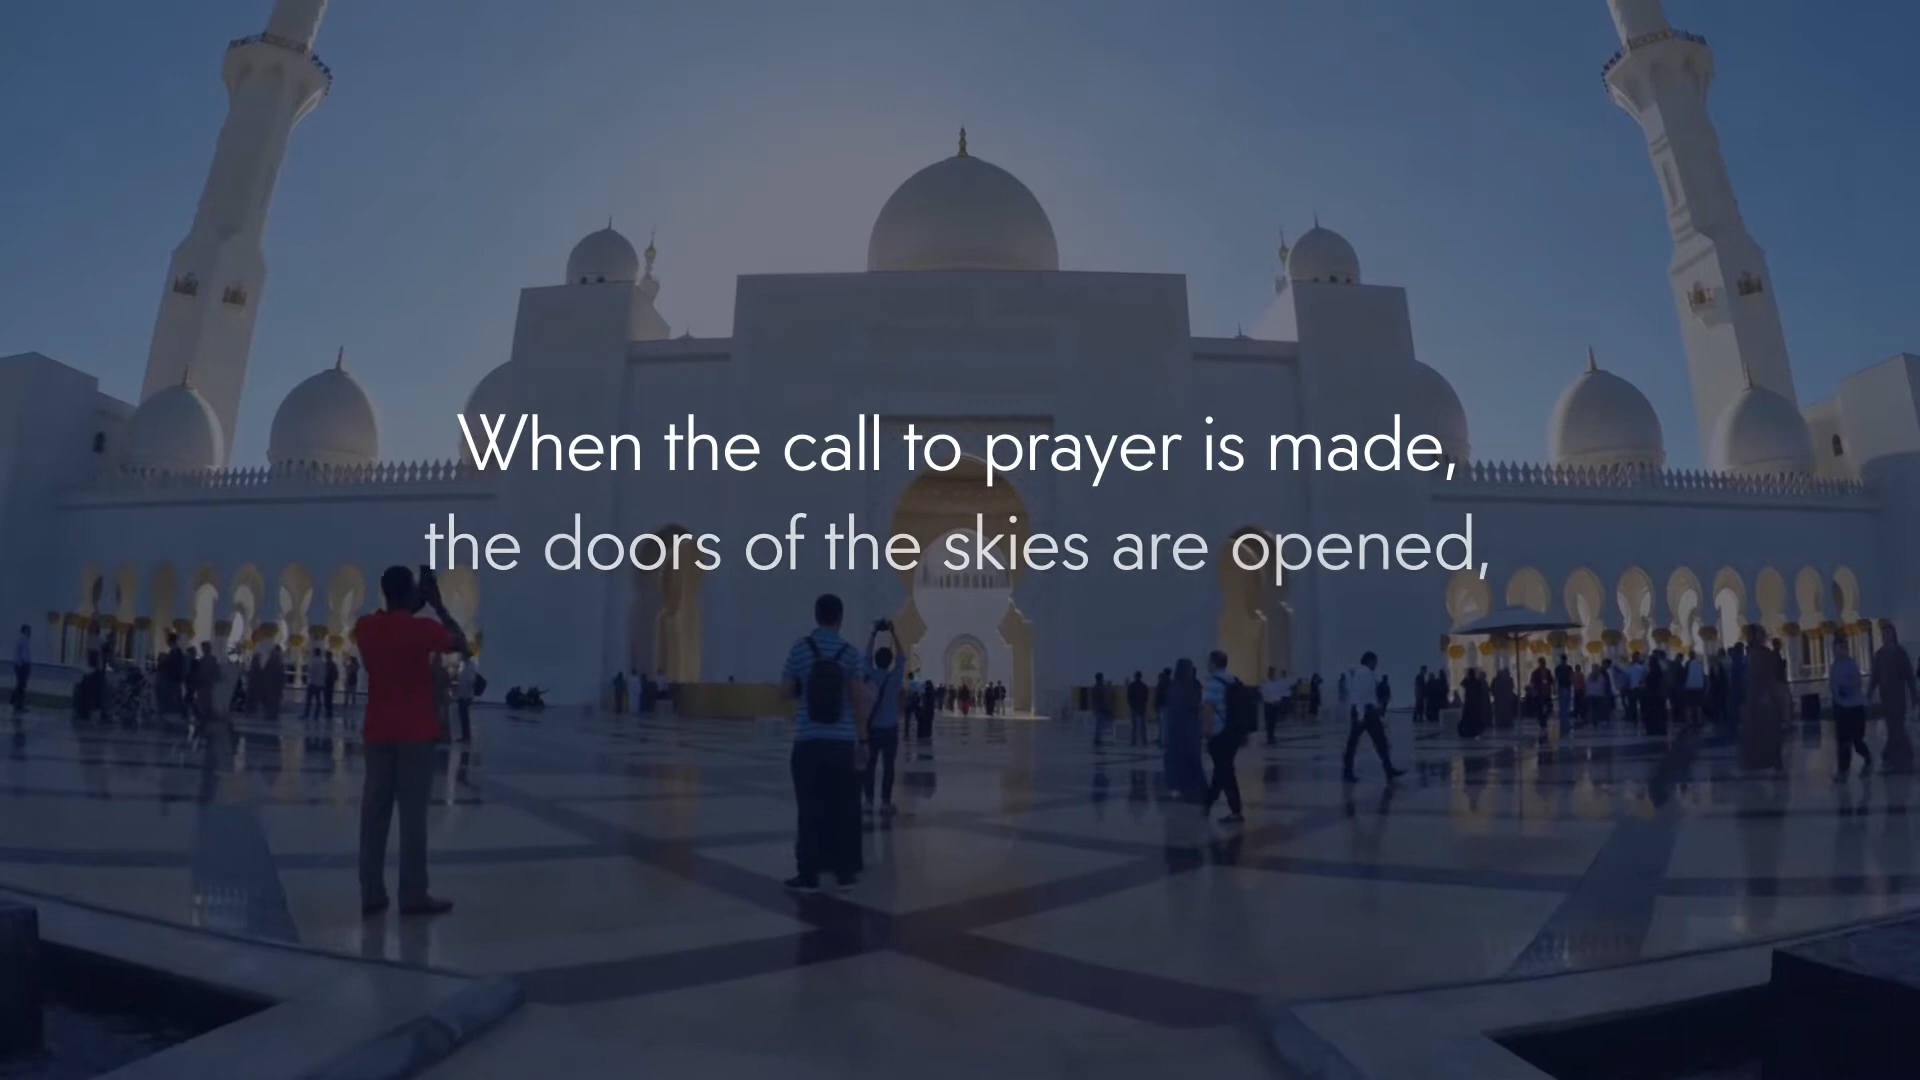 When the call to prayer is made,
the doors of the skies are opened,